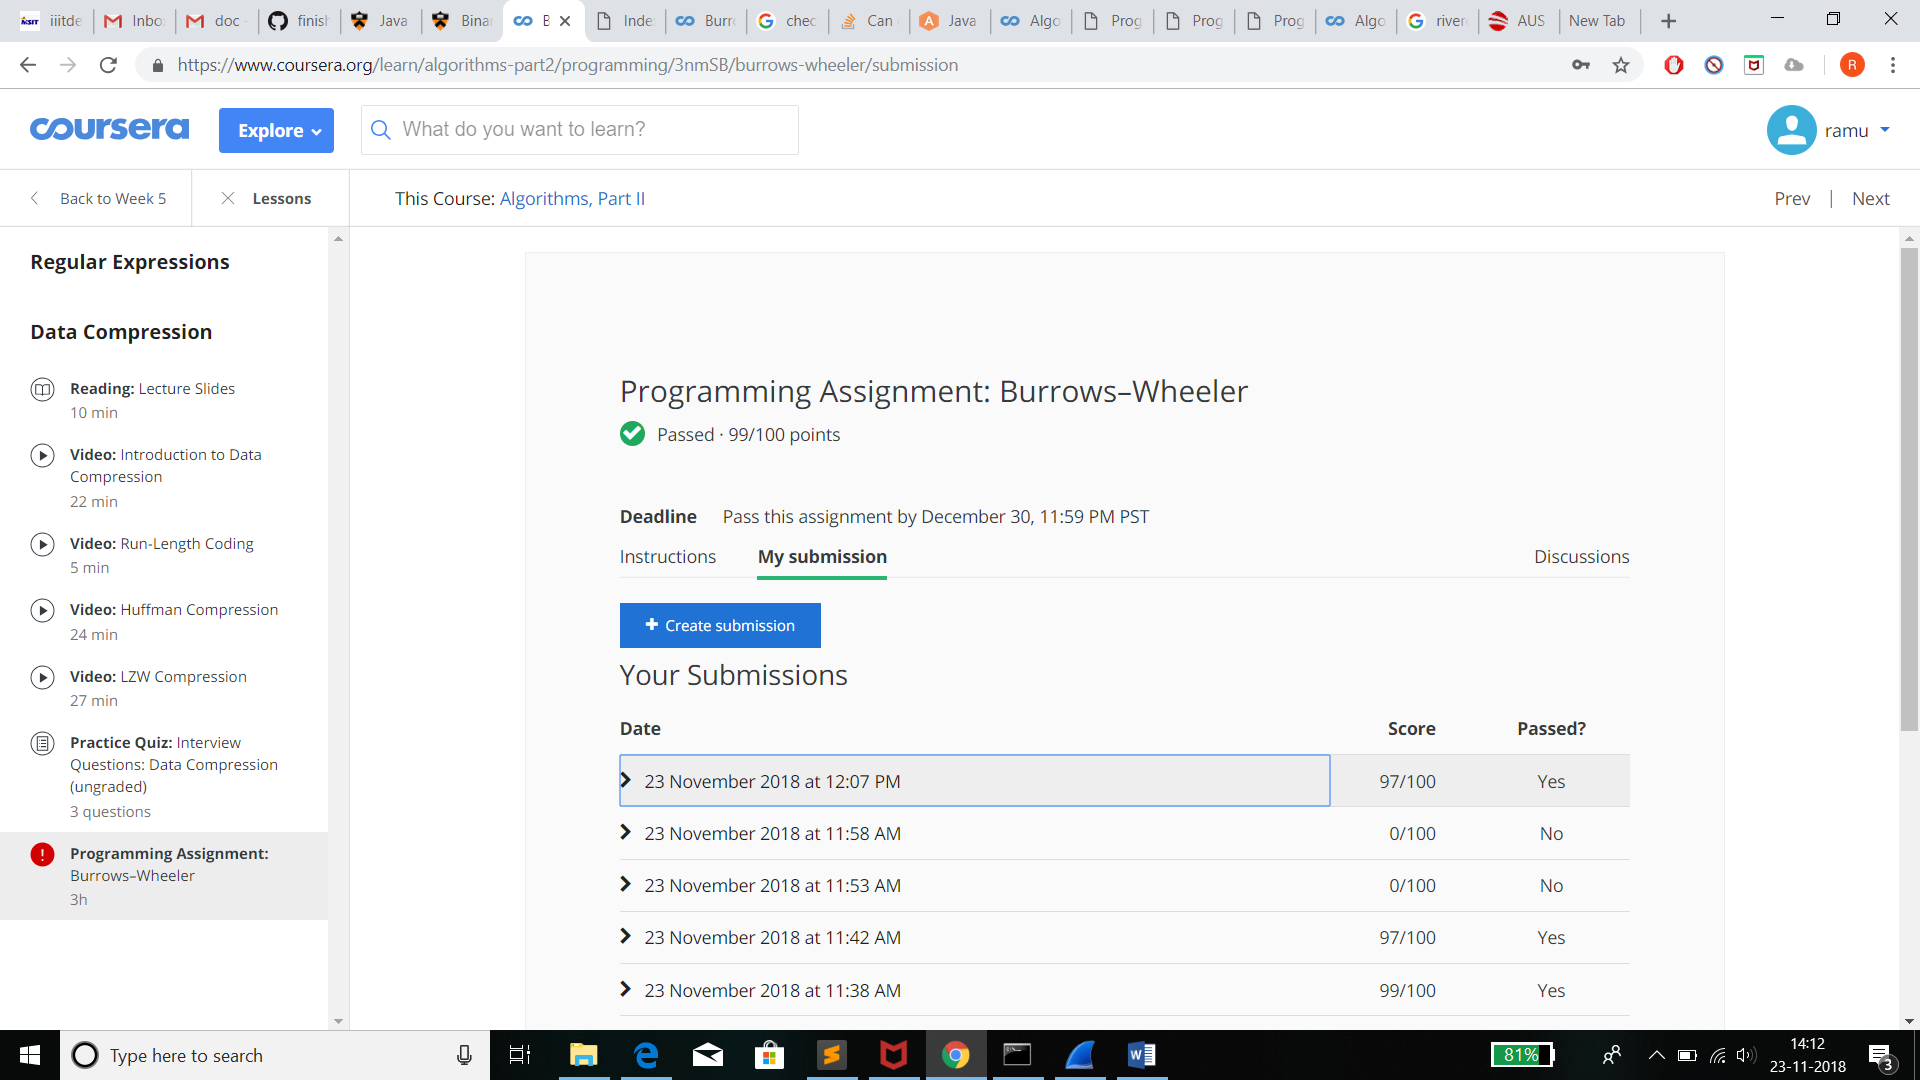 iiitde
Inbo
doc -
finish
Java
Binar
B
Inde
Burro
chec
Can
Java
Algo
Prog
Prog
Prog
Algo
river
AUS
New Tab
https://www.coursera.org/learn/algorithms-part2/programming/3nmSB/burrows-wheeler/submission
R
coursera
Explore
What do you want to learn?
ramu
Back to Week 5
Lessons
This Course: Algorithms, Part II
Prev | Next
Regular Expressions
Data Compression
Reading: Lecture Slides
10 min
Video: Introduction to Data
Compression
22 min
Video: Run-Length Coding
5 min
Video: Huffman Compression
24 min
Video: LZW Compression
27 min
Practice Quiz: Interview
Questions: Data Compression
(ungraded)
3 questions
Programming Assignment:
Burrows–Wheeler
3h
Programming Assignment: Burrows–Wheeler
Passed · 99/100 points
Deadline Pass this assignment by December 30, 11:59 PM PST
Instructions My submission Discussions
+ Create submission
Your Submissions
Date Score Passed?
23 November 2018 at 12:07 PM 97/100 Yes
23 November 2018 at 11:58 AM 0/100 No
23 November 2018 at 11:53 AM 0/100 No
23 November 2018 at 11:42 AM 97/100 Yes
23 November 2018 at 11:38 AM 99/100 Yes
Type here to search
81%
14:12
23-11-2018
3